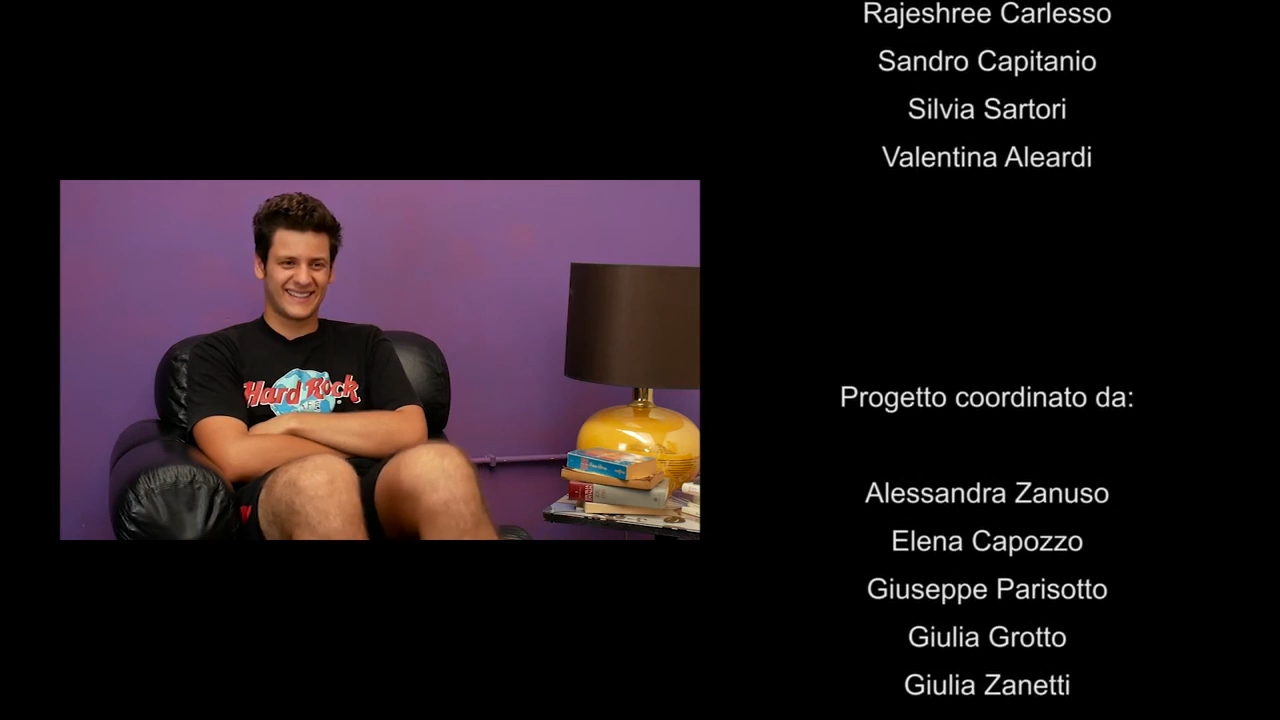 Rajeshree Carlesso
Sandro Capitanio
Silvia Sartori
Valentina Aleardi
Hard Rock
Progetto coordinato da:
Alessandra Zanuso
Elena Capozzo
Giuseppe Parisotto
Giulia Grotto
Giulia Zanetti